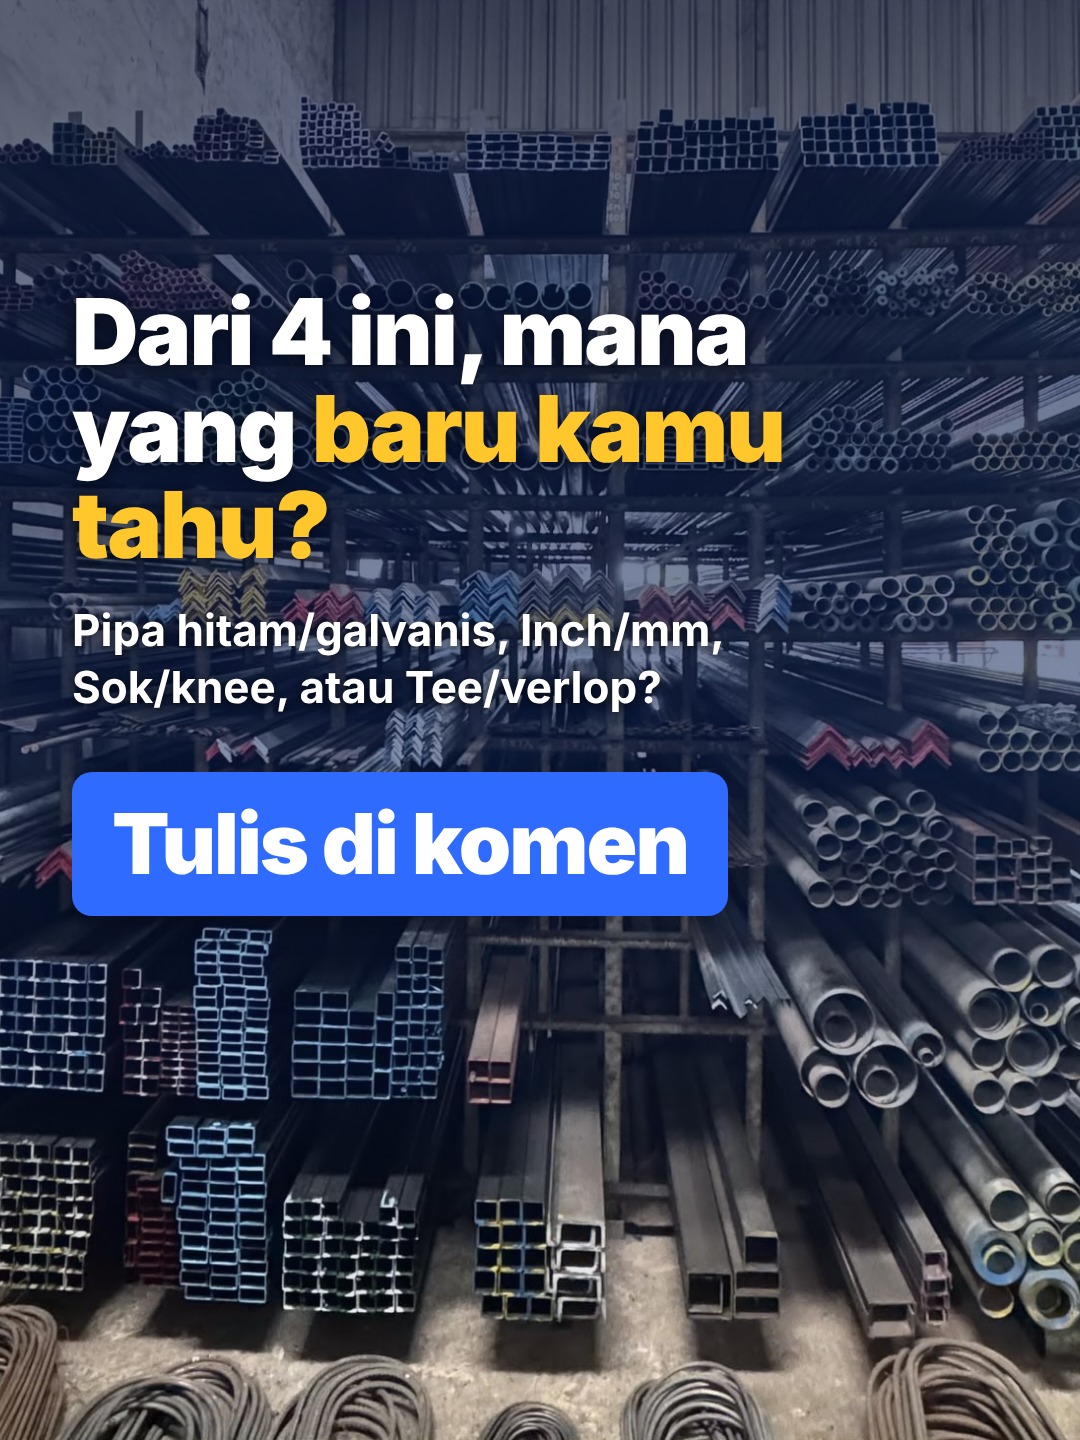 Dari 4 ini, mana
yang baru kamu
tahu?
Pipa hitam/galvanis, Inch/mm,
Sok/knee, atau Tee/verlop?
Tulis di komen